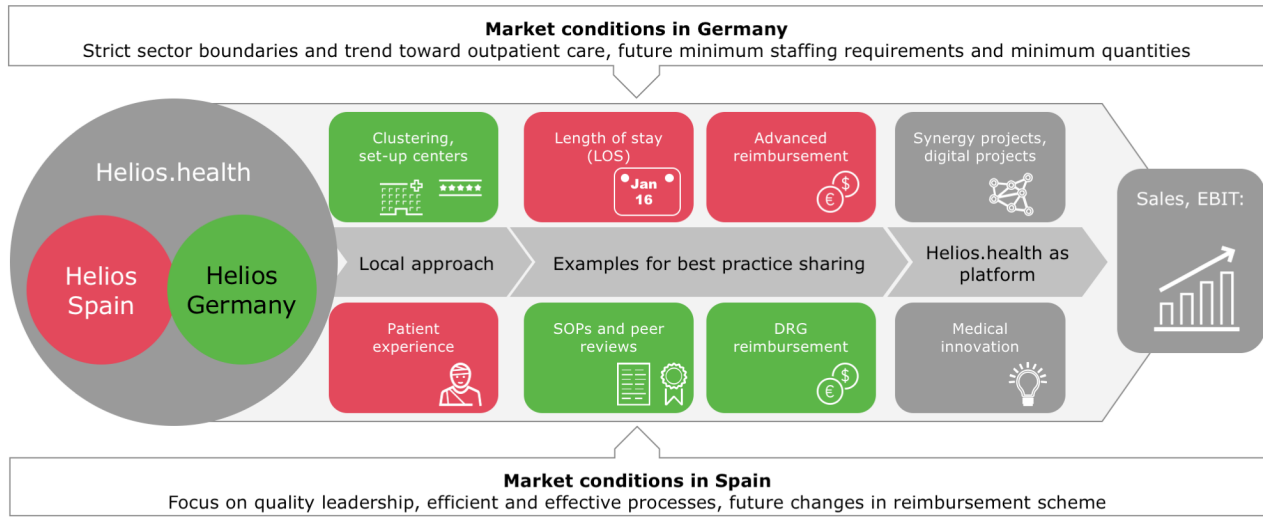 Market conditions in Germany
Strict sector boundaries and trend toward outpatient care, future minimum staffing requirements and minimum quantities
Helios.health
Helios
Spain
Helios
Germany
Clustering,
set-up centers
Length of stay
(LOS)
Jan
16
Advanced
reimbursement
$
€
Synergy projects,
digital projects
Local approach
Examples for best practice sharing
Helios.health as
platform
Patient
experience
SOPs and peer
reviews
DRG
reimbursement
$
€
Medical
innovation
Sales, EBIT:
Market conditions in Spain
Focus on quality leadership, efficient and effective processes, future changes in reimbursement scheme